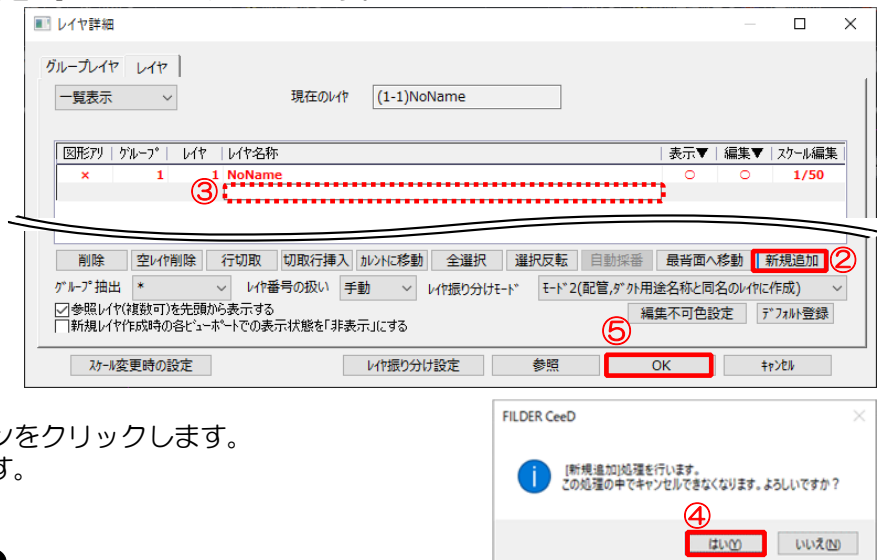 レイヤ詳細
グループレイヤ レイヤ
一覧表示 現在のレイヤ (1-1)NoName
図形アリ グループ レイヤ レイヤ名称 表示▼ 編集▼ スケール編集
× 1 1 NoName ○ ○ 1/50
③
削除 空レイヤ削除 行切取 切取行挿入 カレントに移動 全選択 選択反転 自動採番 最背面へ移動 新規追加 ②
グループ抽出 * レイヤ番号の扱い 手動 レイヤ振り分けモード モード2(配管,ダクト用途名称と同名のレイヤに作成)
参照レイヤ(複数可)を先頭から表示する
新規レイヤ作成時の各ビューポートでの表示状態を「非表示」にする 編集不可色設定 デフォルト登録
⑤
スケール変更時の設定 レイヤ振り分け設定 参照 OK キャンセル
ンをクリックします。
す。
FILDER CeeD
[新規追加]処理を行います。
この処理の中でキャンセルできなくなります。よろしいですか？
④
はい(Y) いいえ(N)